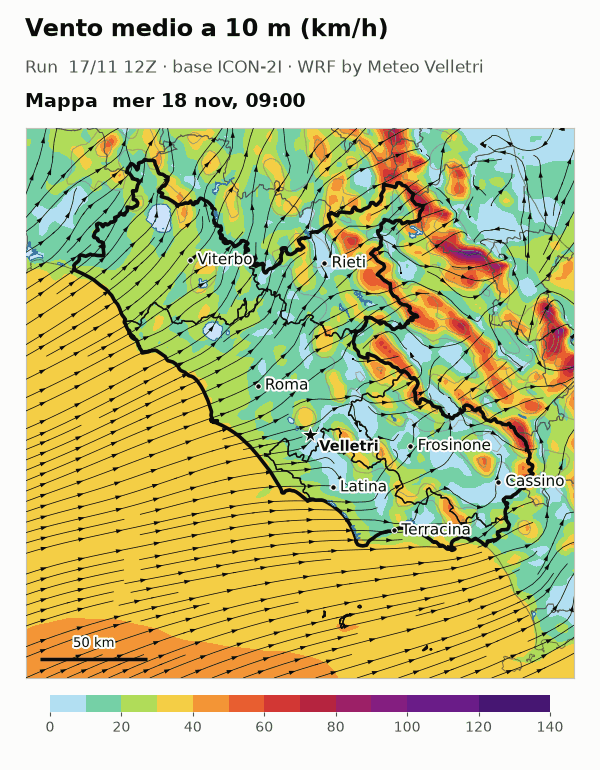 Vento medio a 10 m (km/h)
Run  17/11 12Z · base ICON-2I · WRF by Meteo Velletri
Mappa  mer 18 nov, 09:00
Viterbo
Rieti
Roma
Velletri
Frosinone
Cassino
Latina
Terracina
50 km
0 20 40 60 80 100 120 140